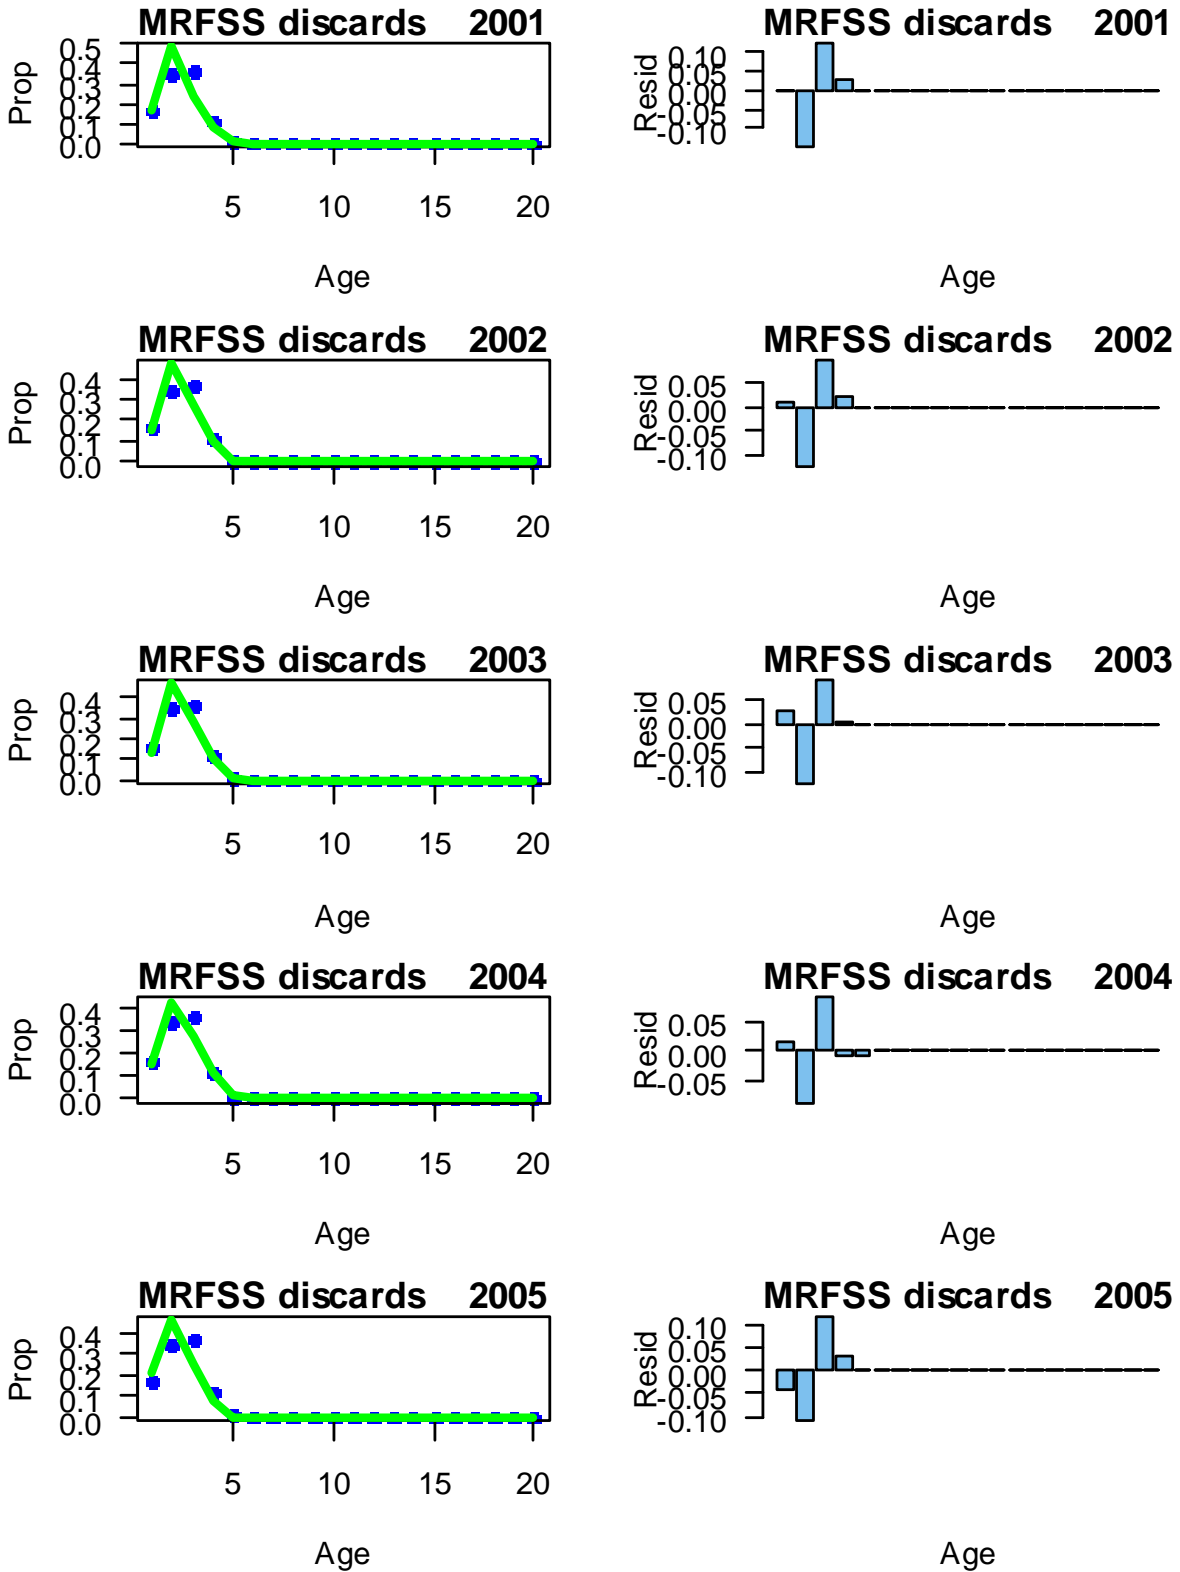 MRFSS discards 2001
Prop
0.5
0.4
0.3
0.2
0.1
0.0
5 10 15 20
Age
MRFSS discards 2001
Resid
0.10
0.05
0.00
-0.05
-0.10
Age
MRFSS discards 2002
Prop
0.4
0.3
0.2
0.1
0.0
5 10 15 20
Age
MRFSS discards 2002
Resid
0.05
0.00
-0.05
-0.10
Age
MRFSS discards 2003
Prop
0.4
0.3
0.2
0.1
0.0
5 10 15 20
Age
MRFSS discards 2003
Resid
0.05
0.00
-0.05
-0.10
Age
MRFSS discards 2004
Prop
0.4
0.3
0.2
0.1
0.0
5 10 15 20
Age
MRFSS discards 2004
Resid
0.05
0.00
-0.05
Age
MRFSS discards 2005
Prop
0.4
0.3
0.2
0.1
0.0
5 10 15 20
Age
MRFSS discards 2005
Resid
0.10
0.05
0.00
-0.05
-0.10
Age